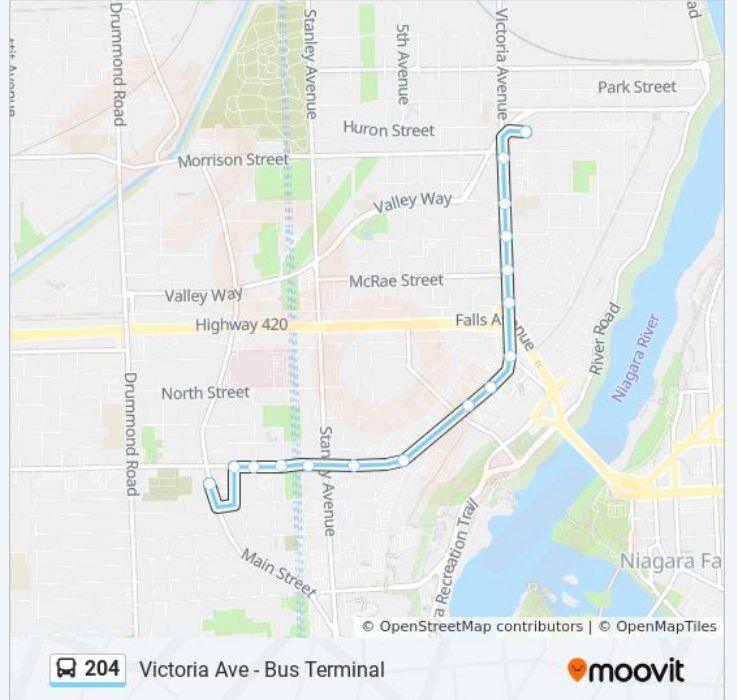 Drummond Road
Stanley Avenue
5th Avenue
Victoria Avenue
ad
Park Street
Huron Street
Morrison Street
Valley Way
McRae Street
Valley Way
Highway 420
Falls Avenue
River Road
Niagara River
North Street
Drummond Road
Stanley Avenue
Main Street
a Recreation Trail
Niagara Fa
© OpenStreetMap contributors | © OpenMapTiles
204 Victoria Ave - Bus Terminal
moovit